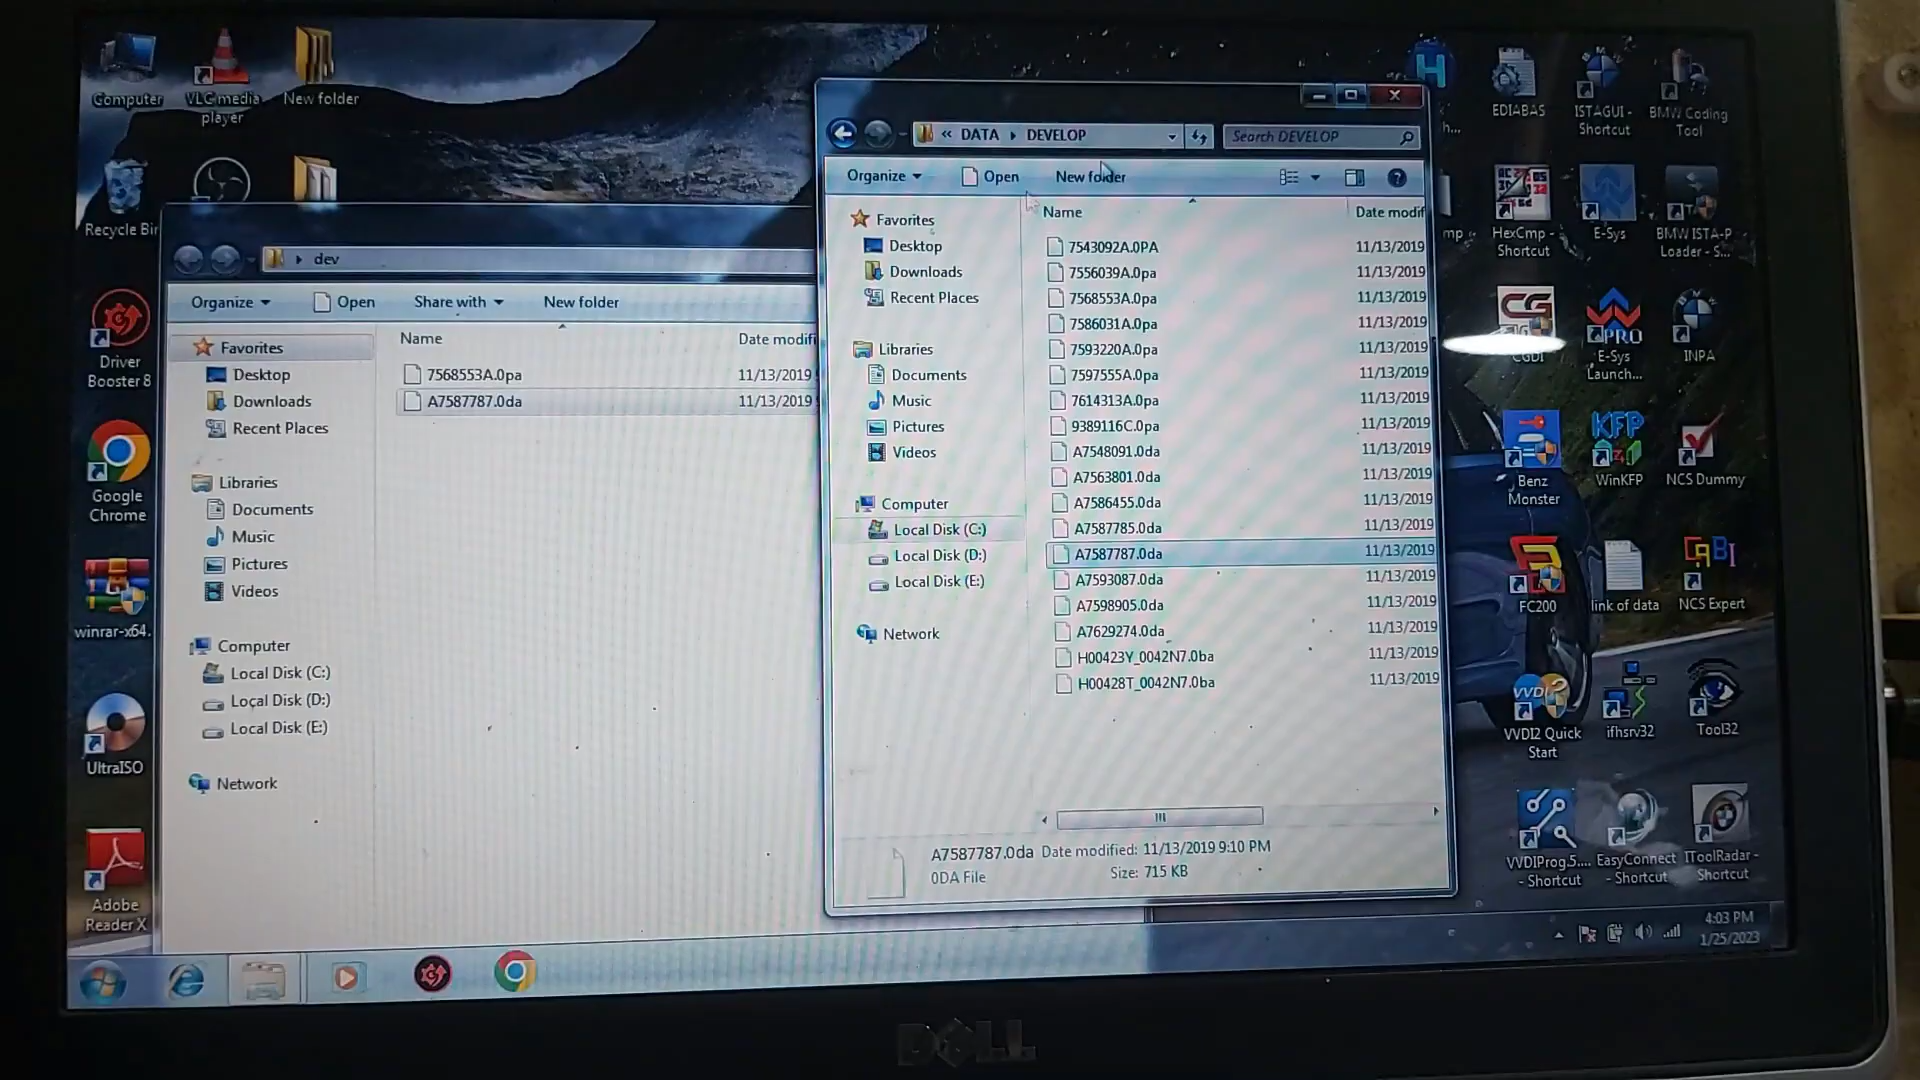 Computer
VLC media
player
New folder
Recycle Bin
Driver
Booster 8
Google
Chrome
winrar-x64.
UltraISO
Adobe
Reader X
dev
Organize
Open
Share with
New folder
Favorites
Desktop
Downloads
Recent Places
Libraries
Documents
Music
Pictures
Videos
Computer
Local Disk (C:)
Local Disk (D:)
Local Disk (E:)
Network
Name
Date modifi
7568553A.0pa
11/13/2019
A7587787.0da
11/13/2019
« DATA
DEVELOP
Search DEVELOP
Organize
Open
New folder
Favorites
Desktop
Downloads
Recent Places
Libraries
Documents
Music
Pictures
Videos
Computer
Local Disk (C:)
Local Disk (D:)
Local Disk (E:)
Network
Name
Date modif
7543092A.0PA
11/13/2019
7556039A.0pa
11/13/2019
7568553A.0pa
11/13/2019
7586031A.0pa
11/13/2019
7593220A.0pa
11/13/2019
7597555A.0pa
11/13/2019
7614313A.0pa
11/13/2019
9389116C.0pa
11/13/2019
A7548091.0da
11/13/2019
A7563801.0da
11/13/2019
A7586455.0da
11/13/2019
A7587785.0da
11/13/2019
A7587787.0da
11/13/2019
A7593087.0da
11/13/2019
A7598905.0da
11/13/2019
A7629274.0da
11/13/2019
H00423Y_0042N7.0ba
11/13/2019
H00428T_0042N7.0ba
11/13/2019
A7587787.0da Date modified: 11/13/2019 9:10 PM
0DA File
Size: 715 KB
H
h...
EDIABAS
ISTAGUI -
Shortcut
BMW Coding
Tool
mp
HexCmp -
Shortcut
E-Sys
BMW ISTA-P
Loader - S...
CG
CGDI
PRO
E-Sys
Launch...
INPA
Benz
Monster
KFP
WinKFP
NCS Dummy
FC200
link of data
CABI
NCS Expert
VVDI2
VVDI2 Quick
Start
ifhsrv32
Tool32
VVDIProg5....
- Shortcut
EasyConnect
- Shortcut
IToolRadar -
Shortcut
4:03 PM
1/25/2023
DELL